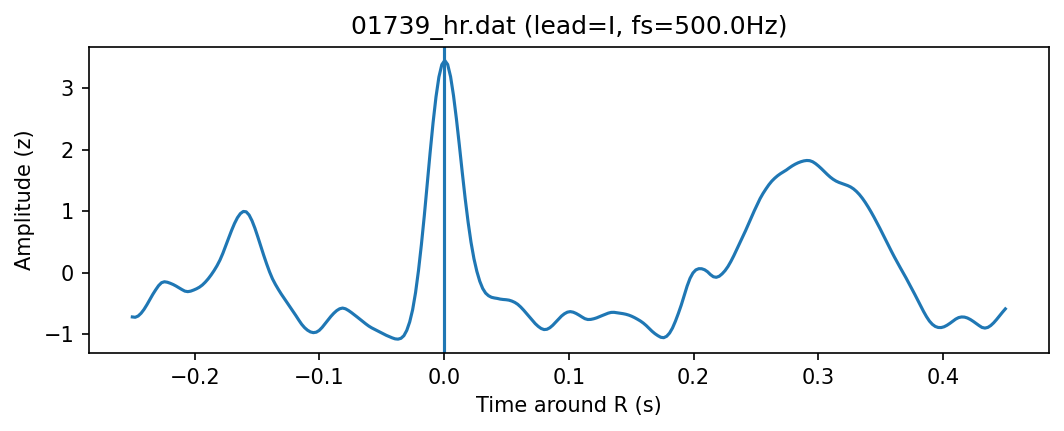 01739_hr.dat (lead=I, fs=500.0Hz)
Amplitude (z)
3
2
1
0
−1
−0.2 −0.1 0.0 0.1 0.2 0.3 0.4
Time around R (s)